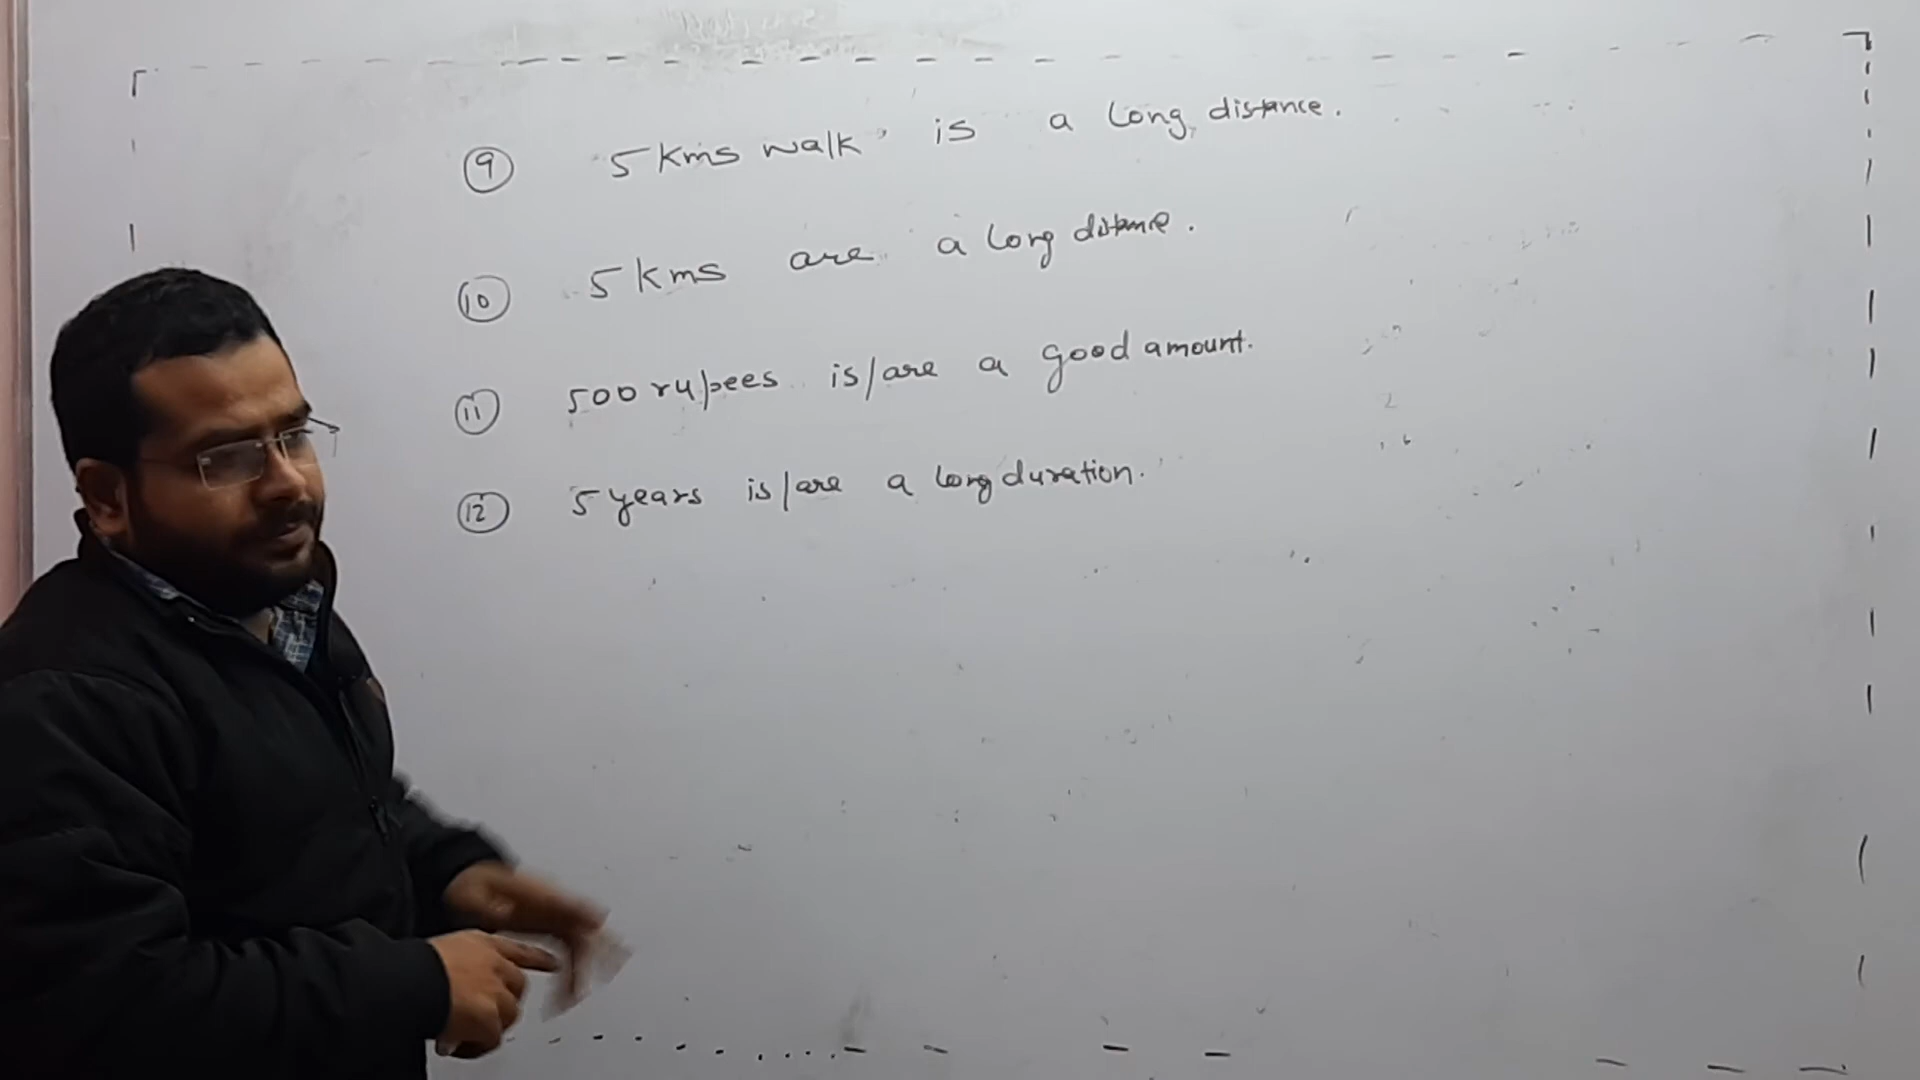 9 5 kms walk is a long distance.
10 5 kms are a long distance.
11 500 rupees is/are a good amount.
12 5 years is/are a long duration.